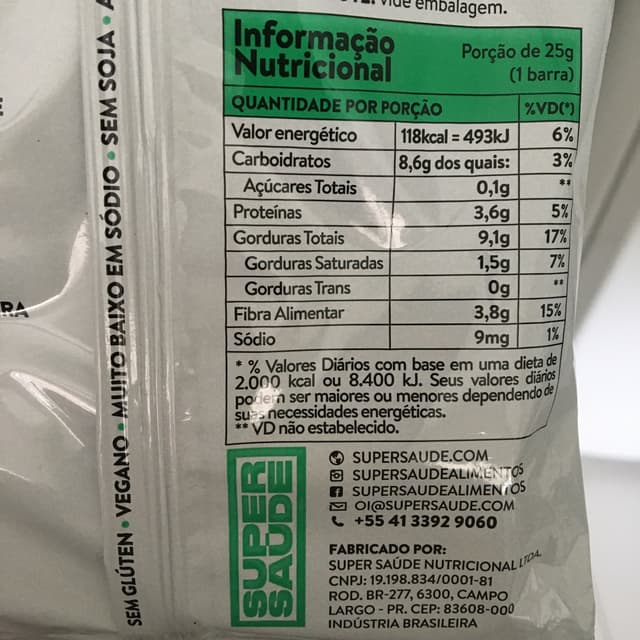 vide embalagem.
Informação
Nutricional
Porção de 25g
(1 barra)
QUANTIDADE POR PORÇÃO %VD(*)
Valor energético 118kcal = 493kJ 6%
Carboidratos 8,6g dos quais: 3%
Açúcares Totais 0,1g **
Proteínas 3,6g 5%
Gorduras Totais 9,1g 17%
Gorduras Saturadas 1,5g 7%
Gorduras Trans 0g **
Fibra Alimentar 3,8g 15%
Sódio 9mg 1%
* % Valores Diários com base em uma dieta de
2.000 kcal ou 8.400 kJ. Seus valores diários
podem ser maiores ou menores dependendo de
suas necessidades energéticas.
** VD não estabelecido.
SUPER
SAÚDE
SUPERSAUDE.COM
SUPERSAUDEALIMENTOS
SUPERSAUDEALIMENTOS
OI@SUPERSAUDE.COM
+55 41 3392 9060
FABRICADO POR:
SUPER SAÚDE NUTRICIONAL LTDA.
CNPJ: 19.198.834/0001-81
ROD. BR-277, 6300, CAMPO
LARGO - PR. CEP: 83608-000
INDÚSTRIA BRASILEIRA
SEM GLÚTEN • VEGANO • MUITO BAIXO EM SÓDIO • SEM SOJA • A
RA